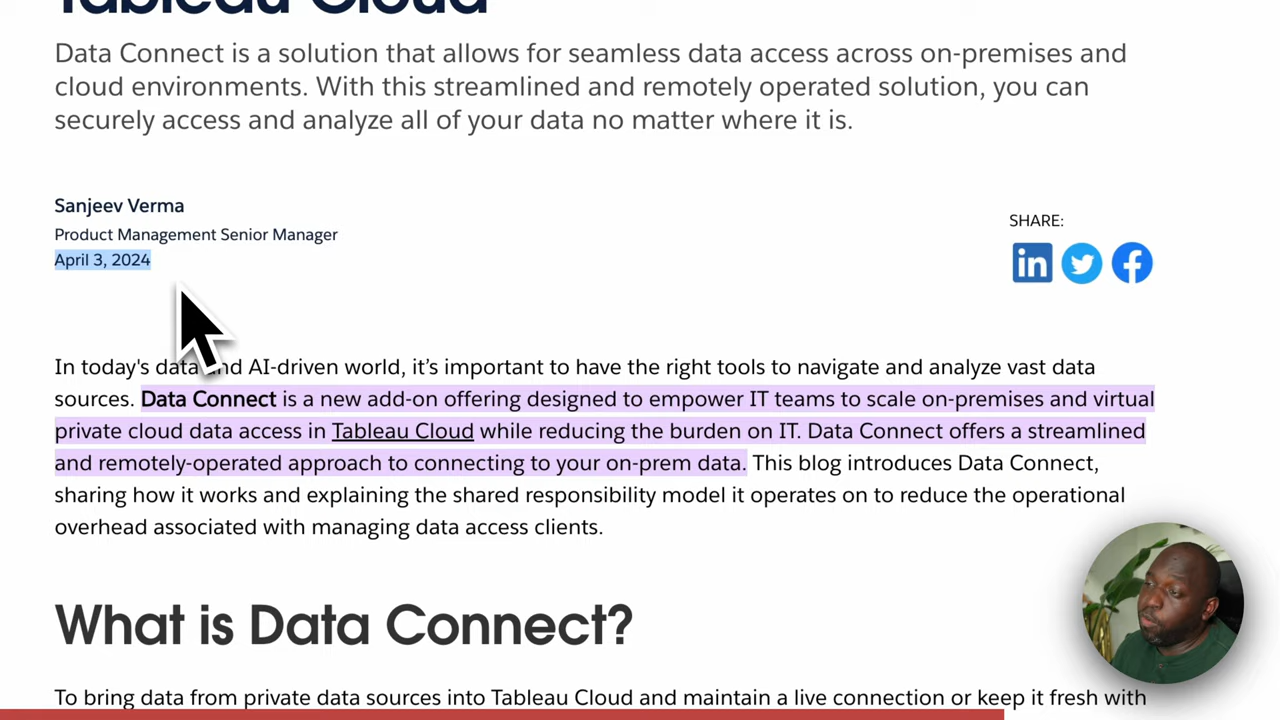 Tableau Cloud
Data Connect is a solution that allows for seamless data access across on-premises and
cloud environments. With this streamlined and remotely operated solution, you can
securely access and analyze all of your data no matter where it is.
Sanjeev Verma
Product Management Senior Manager
April 3, 2024
SHARE:
in
In today's data and AI-driven world, it’s important to have the right tools to navigate and analyze vast data
sources. Data Connect is a new add-on offering designed to empower IT teams to scale on-premises and virtual
private cloud data access in Tableau Cloud while reducing the burden on IT. Data Connect offers a streamlined
and remotely-operated approach to connecting to your on-prem data. This blog introduces Data Connect,
sharing how it works and explaining the shared responsibility model it operates on to reduce the operational
overhead associated with managing data access clients.
What is Data Connect?
To bring data from private data sources into Tableau Cloud and maintain a live connection or keep it fresh with